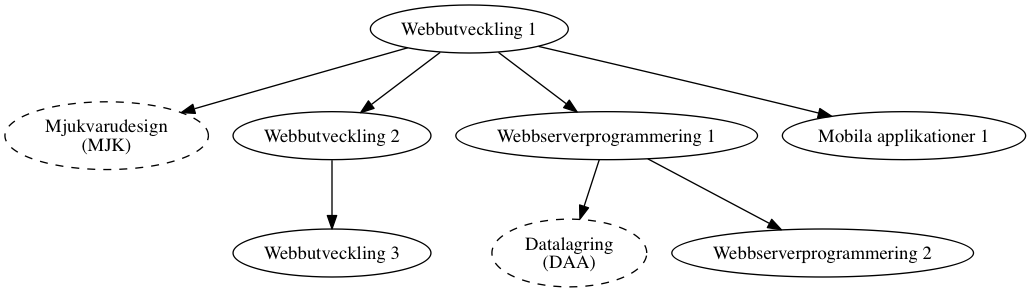 Webbutveckling 1
Mjukvarudesign
(MJK)
Webbutveckling 2
Webbserverprogrammering 1
Mobila applikationer 1
Webbutveckling 3
Datalagring
(DAA)
Webbserverprogrammering 2